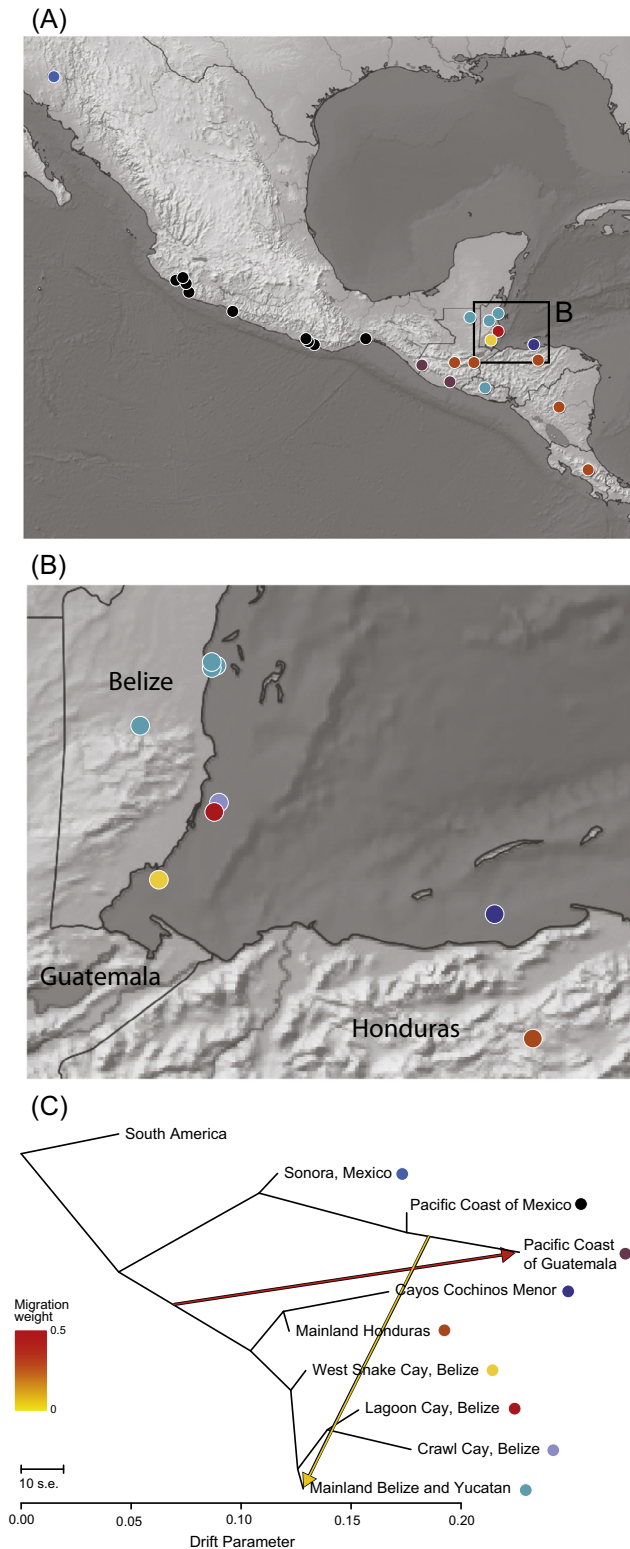 (A)
B
(B)
Belize
Guatemala
Honduras
(C)
South America
Sonora, Mexico
Pacific Coast of Mexico
Pacific Coast
of Guatemala
Cayos Cochinos Menor
Mainland Honduras
West Snake Cay, Belize
Lagoon Cay, Belize
Crawl Cay, Belize
Mainland Belize and Yucatan
Migration
weight
0.5
0
10 s.e.
0.00 0.05 0.10 0.15 0.20
Drift Parameter